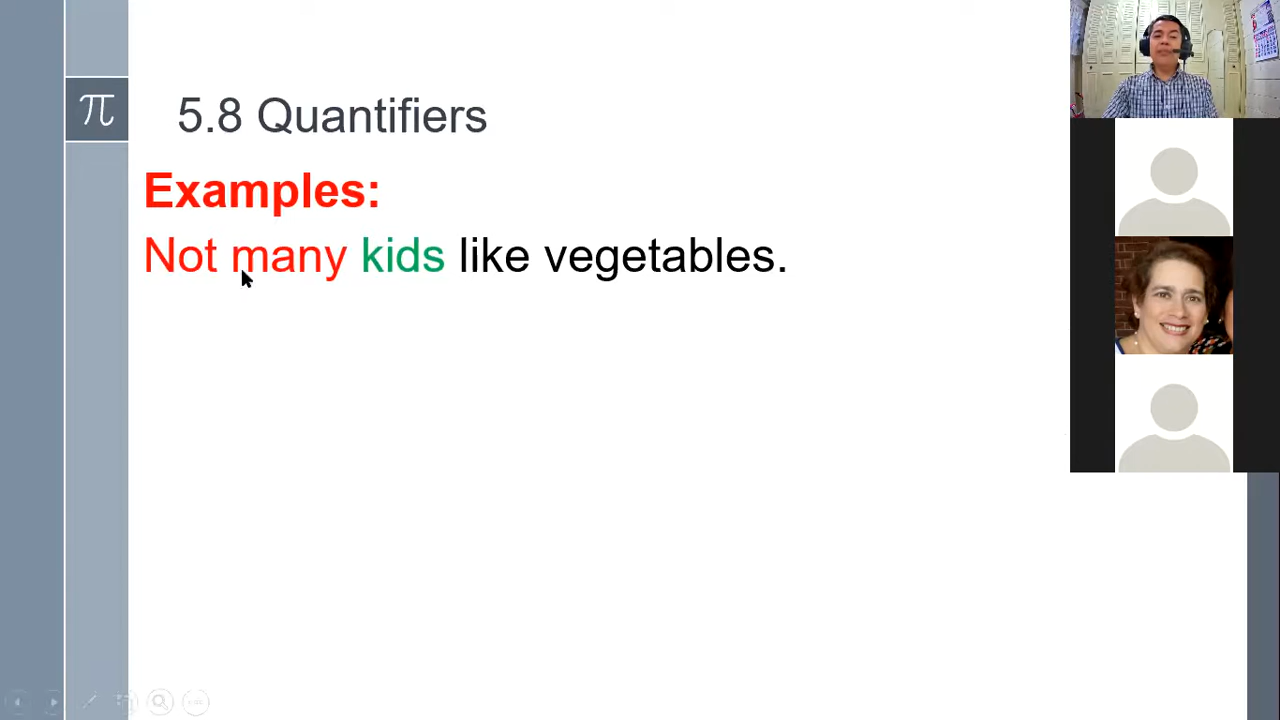 π
5.8 Quantifiers
Examples:
Not many kids like vegetables.